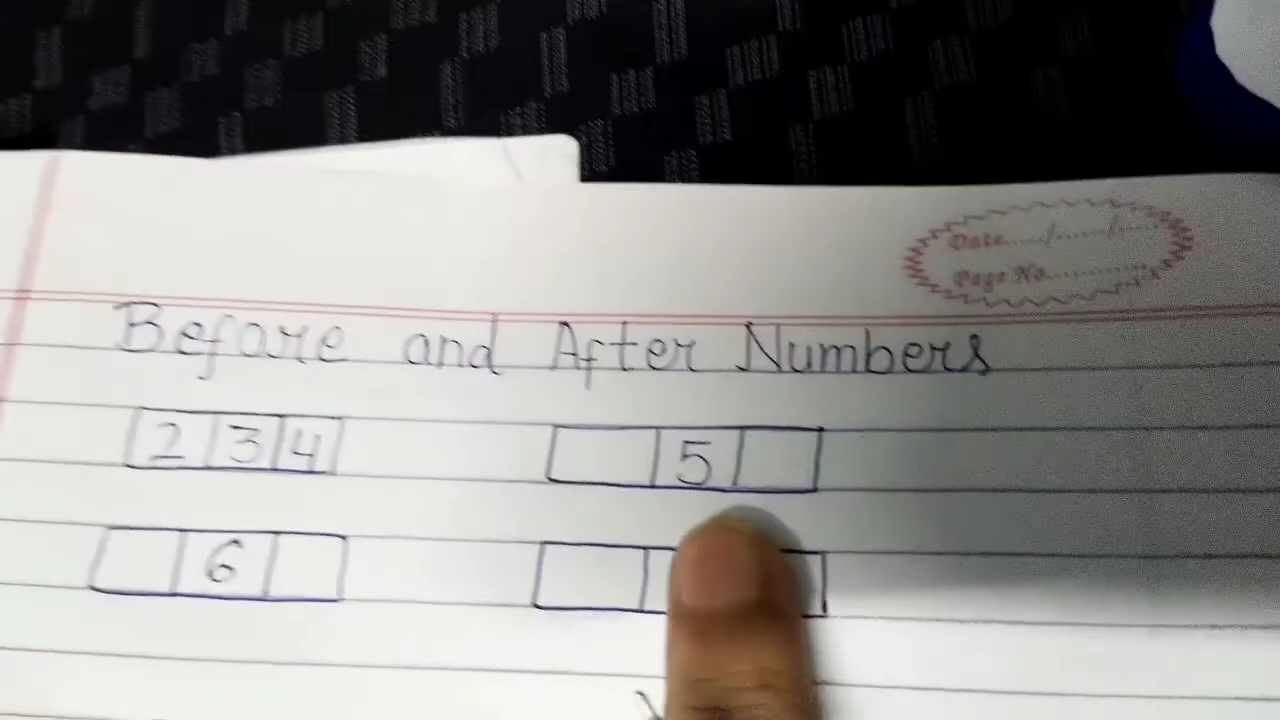 Date...../......./.....
Page No..............
Before and After Numbers
2 3 4 5
6